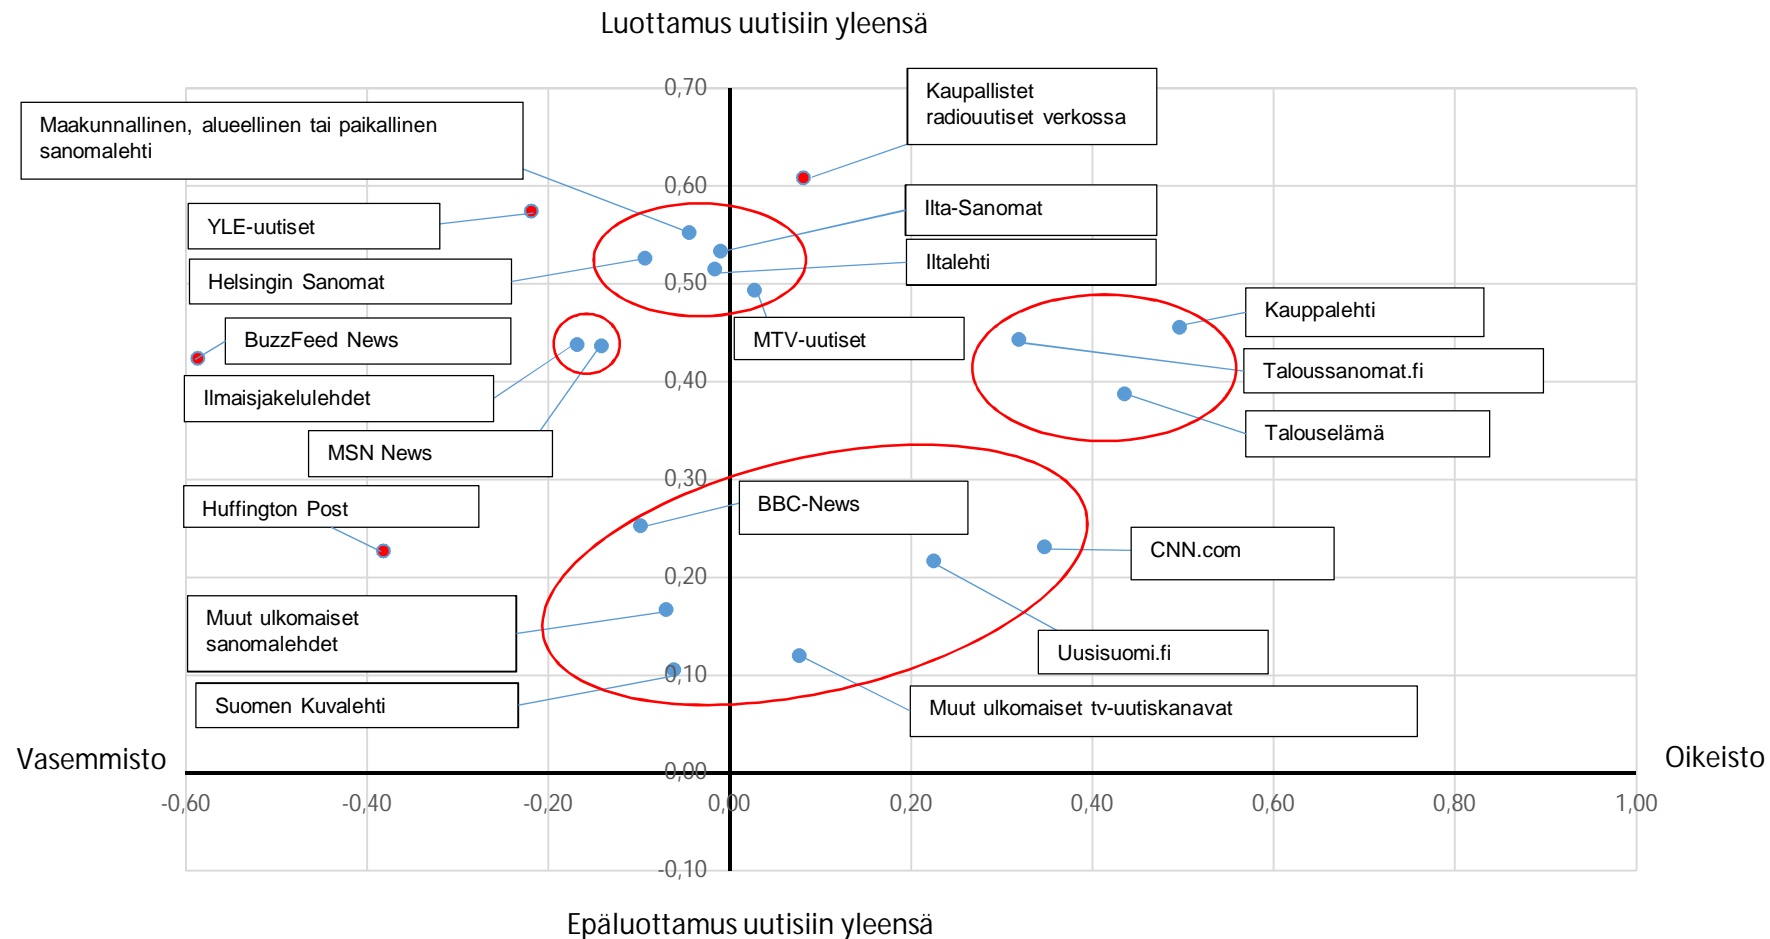 Luottamus uutisiin yleensä
0,70
Kaupallistet
radiouutiset verkossa
Maakunnallinen, alueellinen tai paikallinen
sanomalehti
0,60
Ilta-Sanomat
YLE-uutiset
Iltalehti
Helsingin Sanomat
0,50
Kauppalehti
BuzzFeed News
MTV-uutiset
Taloussanomat.fi
0,40
Ilmaisjakelulehdet
Talouselämä
MSN News
0,30
Huffington Post
BBC-News
CNN.com
0,20
Muut ulkomaiset
sanomalehdet
Uusisuomi.fi
0,10
Suomen Kuvalehti
Muut ulkomaiset tv-uutiskanavat
Vasemmisto
0,00
Oikeisto
-0,60 -0,40 -0,20 0,00 0,20 0,40 0,60 0,80 1,00
-0,10
Epäluottamus uutisiin yleensä